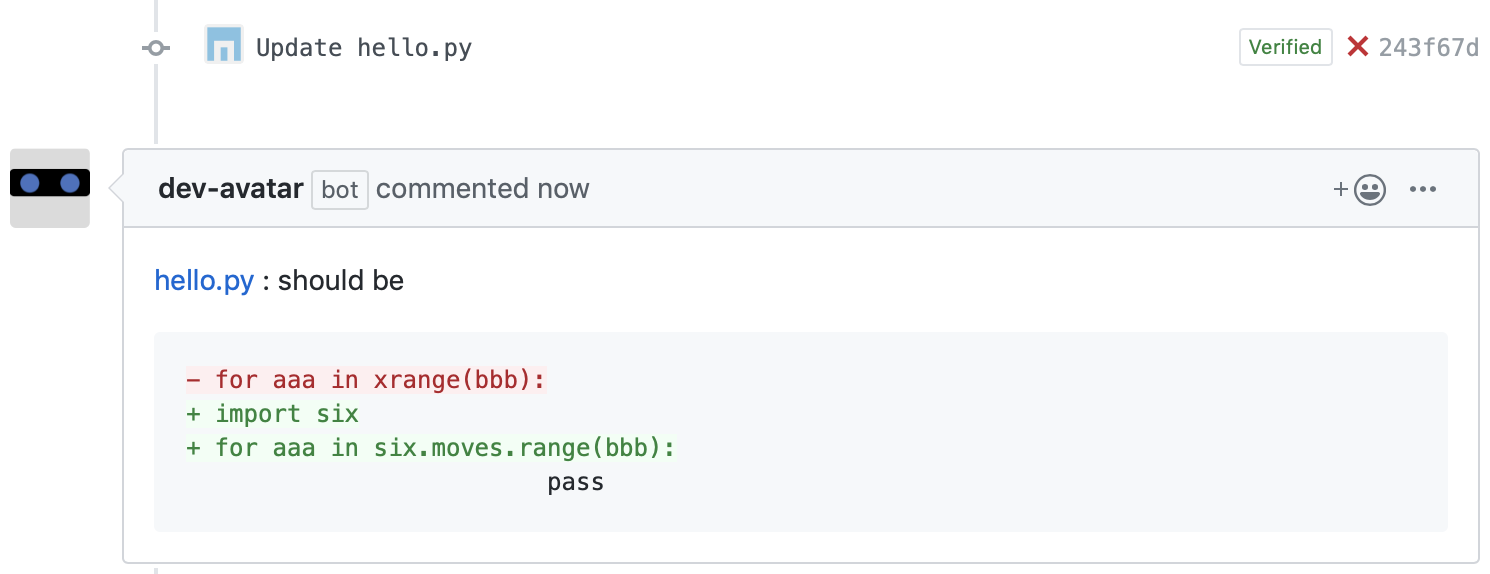 Update hello.py Verified 243f67d
dev-avatar bot commented now
hello.py : should be
- for aaa in xrange(bbb):
+ import six
+ for aaa in six.moves.range(bbb):
pass